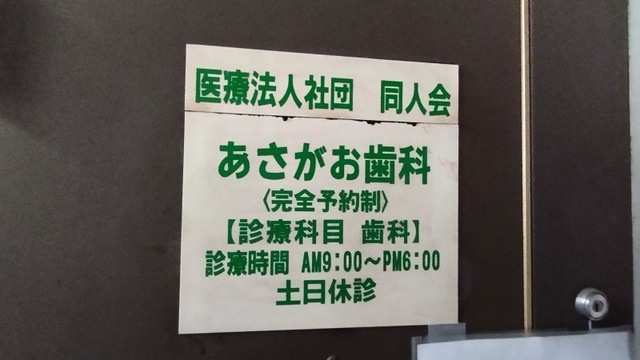 医療法人社団　同人会
あさがお歯科
〈完全予約制〉
【診療科目 歯科】
診療時間 AM9:00〜PM6:00
土日休診